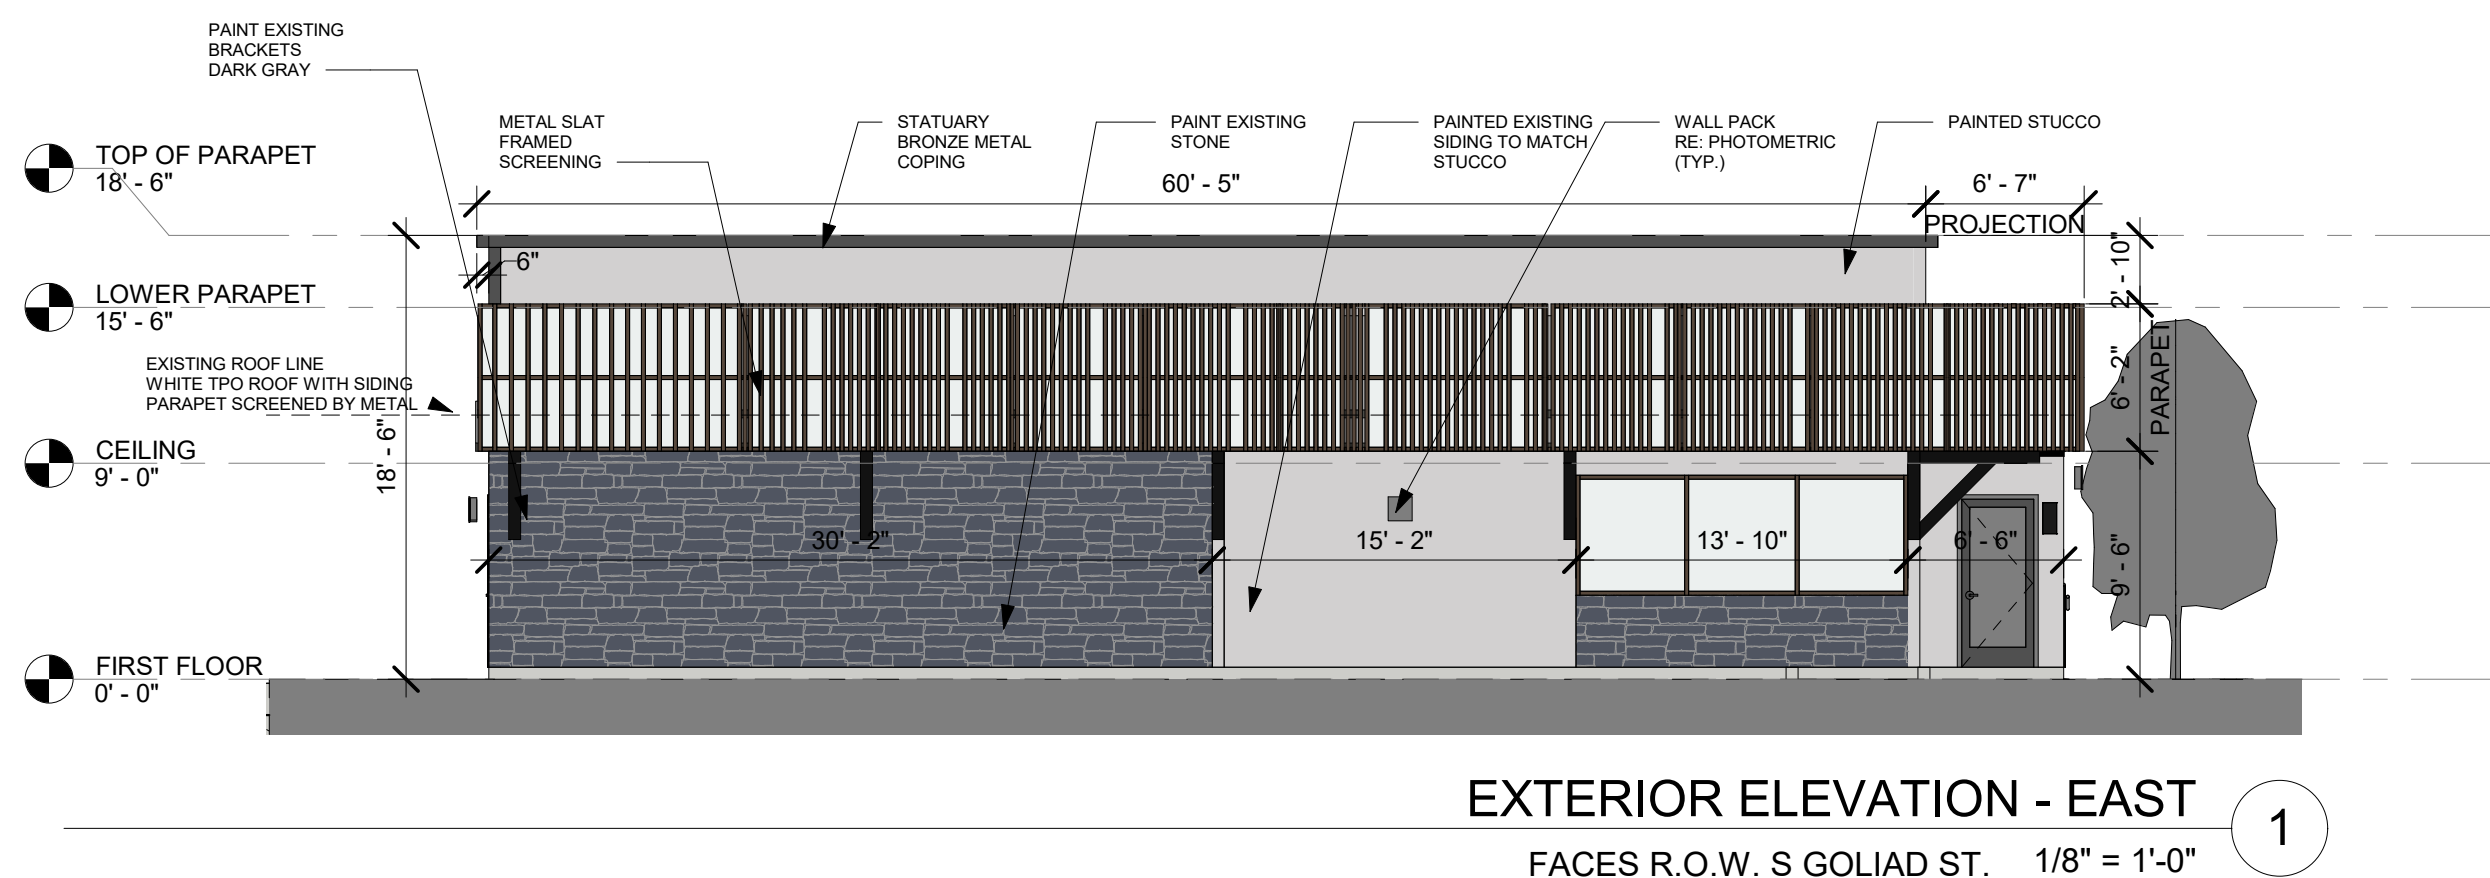 PAINT EXISTING
BRACKETS
DARK GRAY
METAL SLAT
FRAMED
SCREENING
STATUARY
BRONZE METAL
COPING
PAINT EXISTING
STONE
PAINTED EXISTING
SIDING TO MATCH
STUCCO
WALL PACK
RE: PHOTOMETRIC
(TYP.)
PAINTED STUCCO
TOP OF PARAPET
18' - 6"
60' - 5"
6' - 7"
PROJECTION
6"
2' - 10"
LOWER PARAPET
15' - 6"
EXISTING ROOF LINE
WHITE TPO ROOF WITH SIDING
PARAPET SCREENED BY METAL
6' - 2"
PARAPET
18' - 6"
CEILING
9' - 0"
30' - 2"
15' - 2"
13' - 10"
6' - 6"
9' - 6"
FIRST FLOOR
0' - 0"
EXTERIOR ELEVATION - EAST
1
FACES R.O.W. S GOLIAD ST.
1/8" = 1'-0"